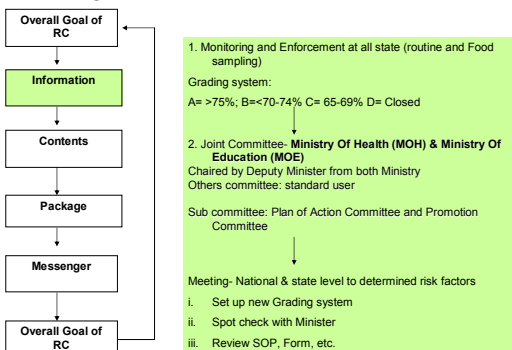 Overall Goal of
RC
Information
Contents
Package
Messenger
Overall Goal of
RC
1. Monitoring and Enforcement at all state (routine and Food
sampling)
Grading system:
A= >75%; B=<70-74% C= 65-69% D= Closed
2. Joint Committee- Ministry Of Health (MOH) & Ministry Of
Education (MOE)
Chaired by Deputy Minister from both Ministry
Others committee: standard user
Sub committee: Plan of Action Committee and Promotion
Committee
Meeting- National & state level to determined risk factors
i. Set up new Grading system
ii. Spot check with Minister
iii. Review SOP, Form, etc.